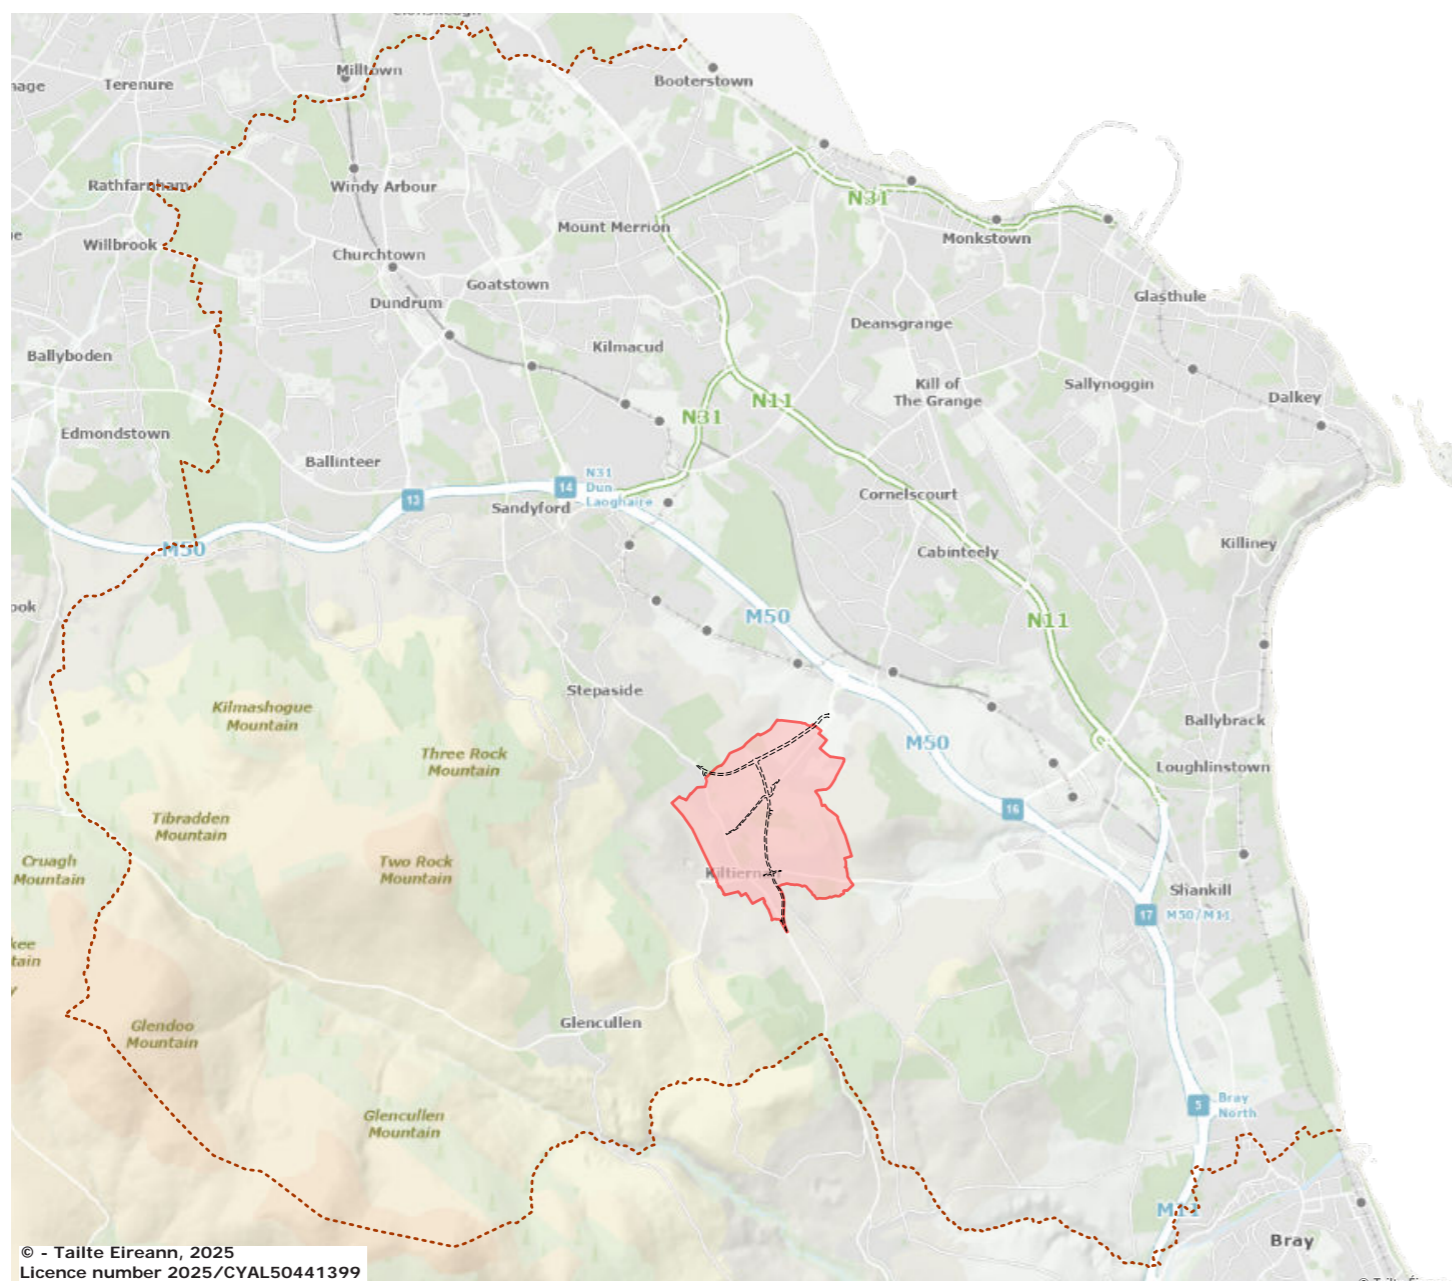 Milltown
Terenure
Booterstown
Rathfarnham
Windy Arbour
N31
Mount Merrion
Willbrook
Monkstown
Churchtown
Goatstown
Glasthule
Dundrum
Deansgrange
Kilmacud
Ballyboden
Kill of
The Grange
Sallynoggin
Dalkey
N11
N31
Edmondstown
Ballinteer
N31
Dun
Laoghaire
14
13
Cornelscourt
Sandyford
M50
Cabinteely
Killiney
M50
N11
Stepaside
Kilmashogue
Mountain
Ballybrack
M50
Three Rock
Mountain
Loughlinstown
16
Tibradden
Mountain
Cruagh
Mountain
Two Rock
Mountain
Shankill
17
M50/M11
Glencullen
Glendoo
Mountain
5
Bray
North
Glencullen
Mountain
M11
Bray
© - Tailte Eireann, 2025
Licence number 2025/CYAL50441399